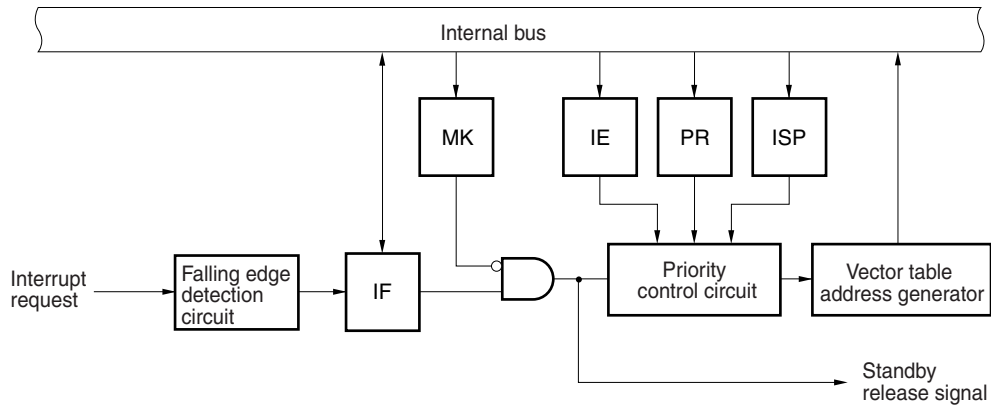 Internal bus
MK
IE
PR
ISP
Interrupt
request
Falling edge
detection
circuit
IF
Priority
control circuit
Vector table
address generator
Standby
release signal